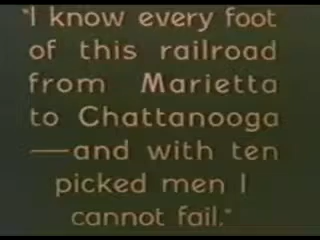 "I know every foot
of this railroad
from Marietta
to Chattanooga
—and with ten
picked men I
cannot fail."